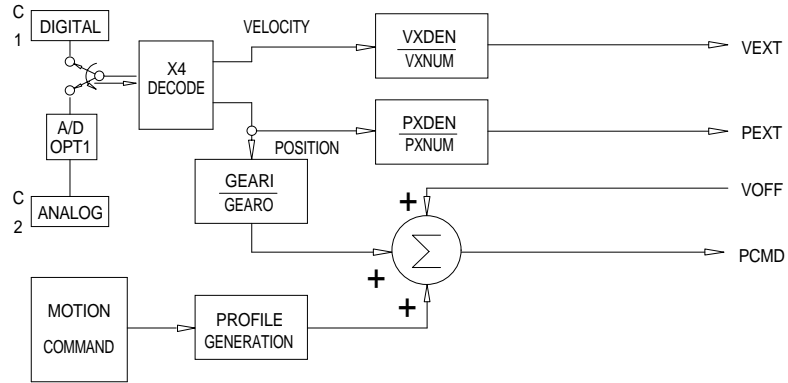 C
1
DIGITAL
VELOCITY
VXDEN
VXNUM
VEXT
X4
DECODE
A/D
OPT1
POSITION
PXDEN
PXNUM
PEXT
C
2
ANALOG
GEARI
GEARO
+
VOFF
Σ
PCMD
+
+
MOTION
COMMAND
PROFILE
GENERATION